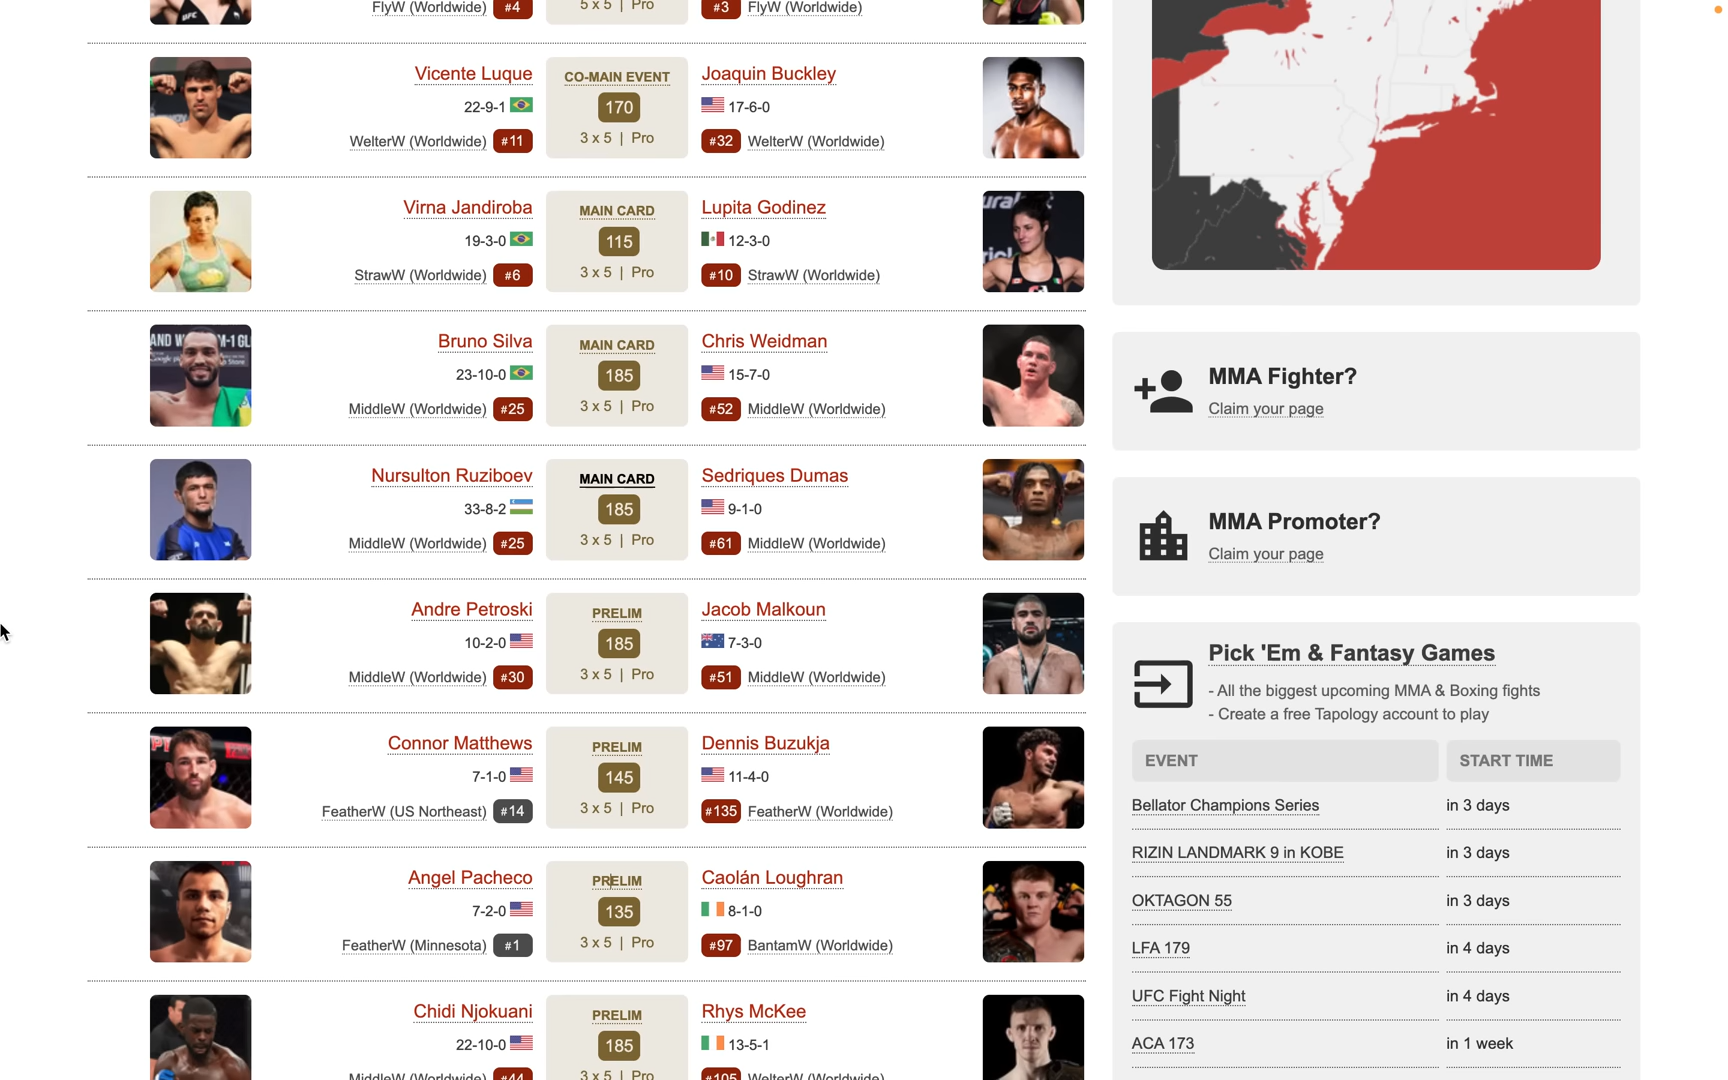 FlyW (Worldwide) #4 5 x 5 | Pro #3 FlyW (Worldwide)
Vicente Luque CO-MAIN EVENT Joaquin Buckley
22-9-1 170 17-6-0
WelterW (Worldwide) #11 3 x 5 | Pro #32 WelterW (Worldwide)
Virna Jandiroba MAIN CARD Lupita Godinez
19-3-0 115 12-3-0
StrawW (Worldwide) #6 3 x 5 | Pro #10 StrawW (Worldwide)
Bruno Silva MAIN CARD Chris Weidman
23-10-0 185 15-7-0
MiddleW (Worldwide) #25 3 x 5 | Pro #52 MiddleW (Worldwide)
Nursulton Ruziboev MAIN CARD Sedriques Dumas
33-8-2 185 9-1-0
MiddleW (Worldwide) #25 3 x 5 | Pro #61 MiddleW (Worldwide)
Andre Petroski PRELIM Jacob Malkoun
10-2-0 185 7-3-0
MiddleW (Worldwide) #30 3 x 5 | Pro #51 MiddleW (Worldwide)
Connor Matthews PRELIM Dennis Buzukja
7-1-0 145 11-4-0
FeatherW (US Northeast) #14 3 x 5 | Pro #135 FeatherW (Worldwide)
Angel Pacheco PRELIM Caolán Loughran
7-2-0 135 8-1-0
FeatherW (Minnesota) #1 3 x 5 | Pro #97 BantamW (Worldwide)
Chidi Njokuani PRELIM Rhys McKee
22-10-0 185 13-5-1
MiddleW (Worldwide) #44 3 x 5 | Pro #105 WelterW (Worldwide)
MMA Fighter?
Claim your page
MMA Promoter?
Claim your page
Pick 'Em & Fantasy Games
- All the biggest upcoming MMA & Boxing fights
- Create a free Tapology account to play
EVENT START TIME
Bellator Champions Series in 3 days
RIZIN LANDMARK 9 in KOBE in 3 days
OKTAGON 55 in 3 days
LFA 179 in 4 days
UFC Fight Night in 4 days
ACA 173 in 1 week